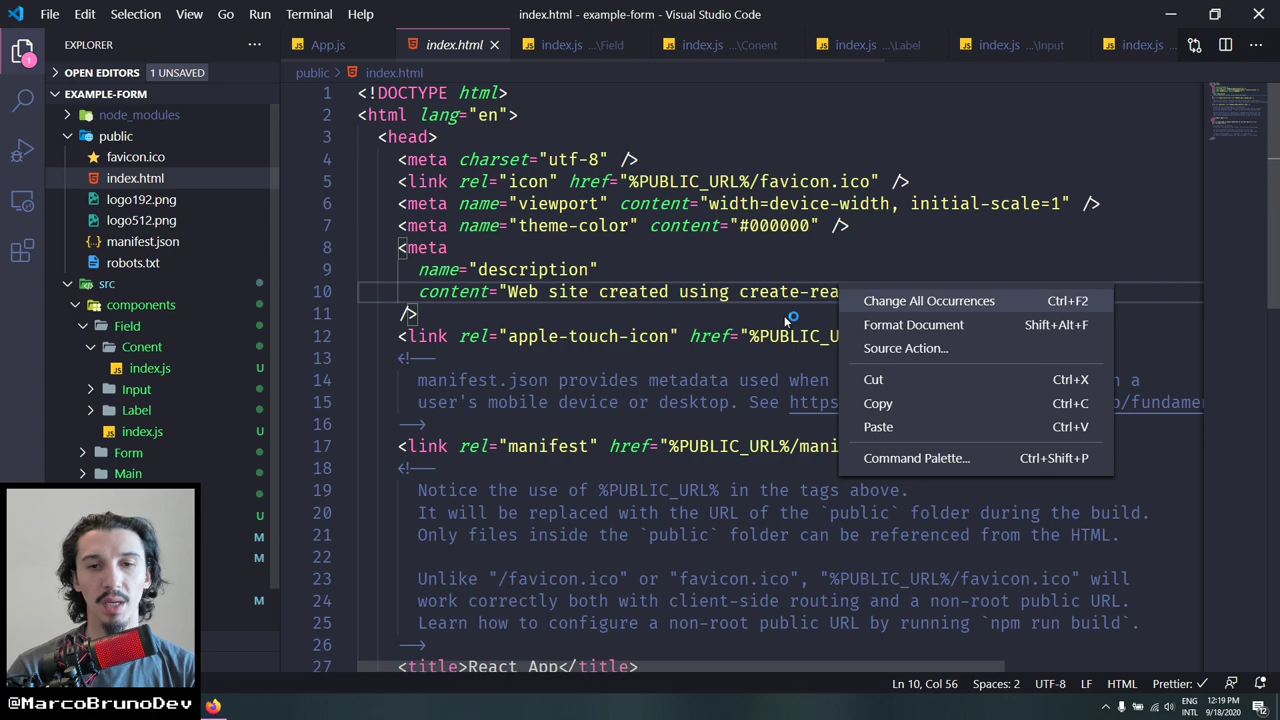 File Edit Selection View Go Run Terminal Help
index.html - example-form - Visual Studio Code
EXPLORER
1
OPEN EDITORS 1 UNSAVED
EXAMPLE-FORM
node_modules
public
favicon.ico
index.html
logo192.png
logo512.png
manifest.json
robots.txt
src
components
Field
Conent
index.js U
Input
Label
index.js U
Form
Main
U
M
M
@MarcoBrunoDev
App.js index.html index.js ...\Field index.js ...\Conent index.js ...\Label index.js ...\Input index.js
public index.html
1 <!DOCTYPE html>
2 <html lang="en">
3 <head>
4 <meta charset="utf-8" />
5 <link rel="icon" href="%PUBLIC_URL%/favicon.ico" />
6 <meta name="viewport" content="width=device-width, initial-scale=1" />
7 <meta name="theme-color" content="#000000" />
8 <meta
9 name="description"
10 content="Web site created using create-rea
11 />
12 <link rel="apple-touch-icon" href="%PUBLIC_U
13 <!--
14 manifest.json provides metadata used when n a
15 user's mobile device or desktop. See https o/fundamen
16 -->
17 <link rel="manifest" href="%PUBLIC_URL%/mani
18 <!--
19 Notice the use of %PUBLIC_URL% in the tags above.
20 It will be replaced with the URL of the `public` folder during the build.
21 Only files inside the `public` folder can be referenced from the HTML.
22
23 Unlike "/favicon.ico" or "favicon.ico", "%PUBLIC_URL%/favicon.ico" will
24 work correctly both with client-side routing and a non-root public URL.
25 Learn how to configure a non-root public URL by running `npm run build`.
26 -->
27 <title>React App</title>
Change All Occurrences Ctrl+F2
Format Document Shift+Alt+F
Source Action...
Cut Ctrl+X
Copy Ctrl+C
Paste Ctrl+V
Command Palette... Ctrl+Shift+P
Ln 10, Col 56 Spaces: 2 UTF-8 LF HTML Prettier: ✓
ENG
INTL
12:19 PM
9/18/2020